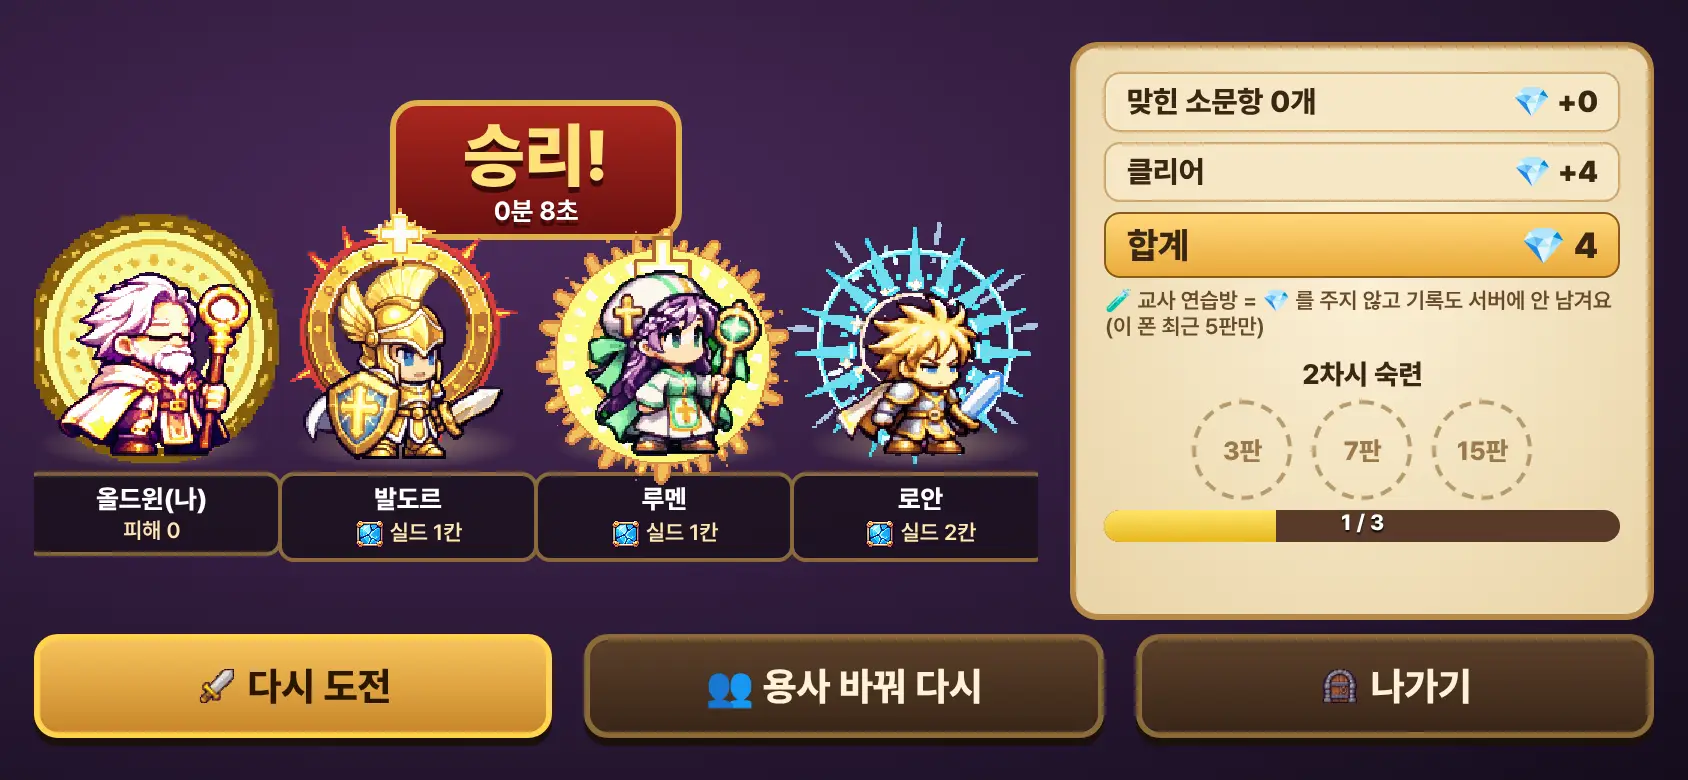 승리!
0분 8초
올드윈(나)
피해 0
발도르
실드 1칸
루멘
실드 1칸
로안
실드 2칸
맞힌 소문항 0개 +0
클리어 +4
합계 4
교사 연습방 = 를 주지 않고 기록도 서버에 안 남겨요
(이 폰 최근 5판만)
2차시 숙련
3판 7판 15판
1 / 3
다시 도전
용사 바꿔 다시
나가기